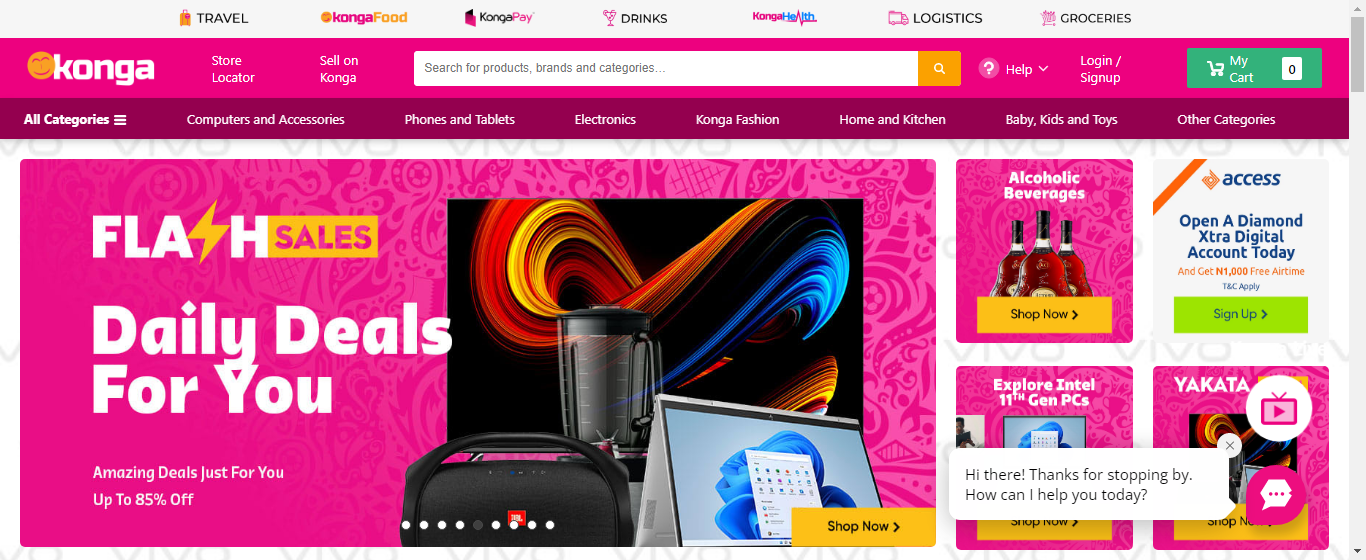 TRAVEL
kongaFood
KongaPay
DRINKS
KongaHealth
LOGISTICS
GROCERIES
konga
Store
Locator
Sell on
Konga
Search for products, brands and categories...
? Help
Login /
Signup
My
Cart
0
All Categories
Computers and Accessories
Phones and Tablets
Electronics
Konga Fashion
Home and Kitchen
Baby, Kids and Toys
Other Categories
FLASH SALES
Daily Deals
For You
Amazing Deals Just For You
Up To 85% Off
JBL
Shop Now
Alcoholic
Beverages
Shop Now
access
Open A Diamond
Xtra Digital
Account Today
And Get N1,000 Free Airtime
T&C Apply
Sign Up
Explore Intel
11TH Gen PCs
Shop Now
YAKATA
Shop No
Hi there! Thanks for stopping by.
How can I help you today?
vivo